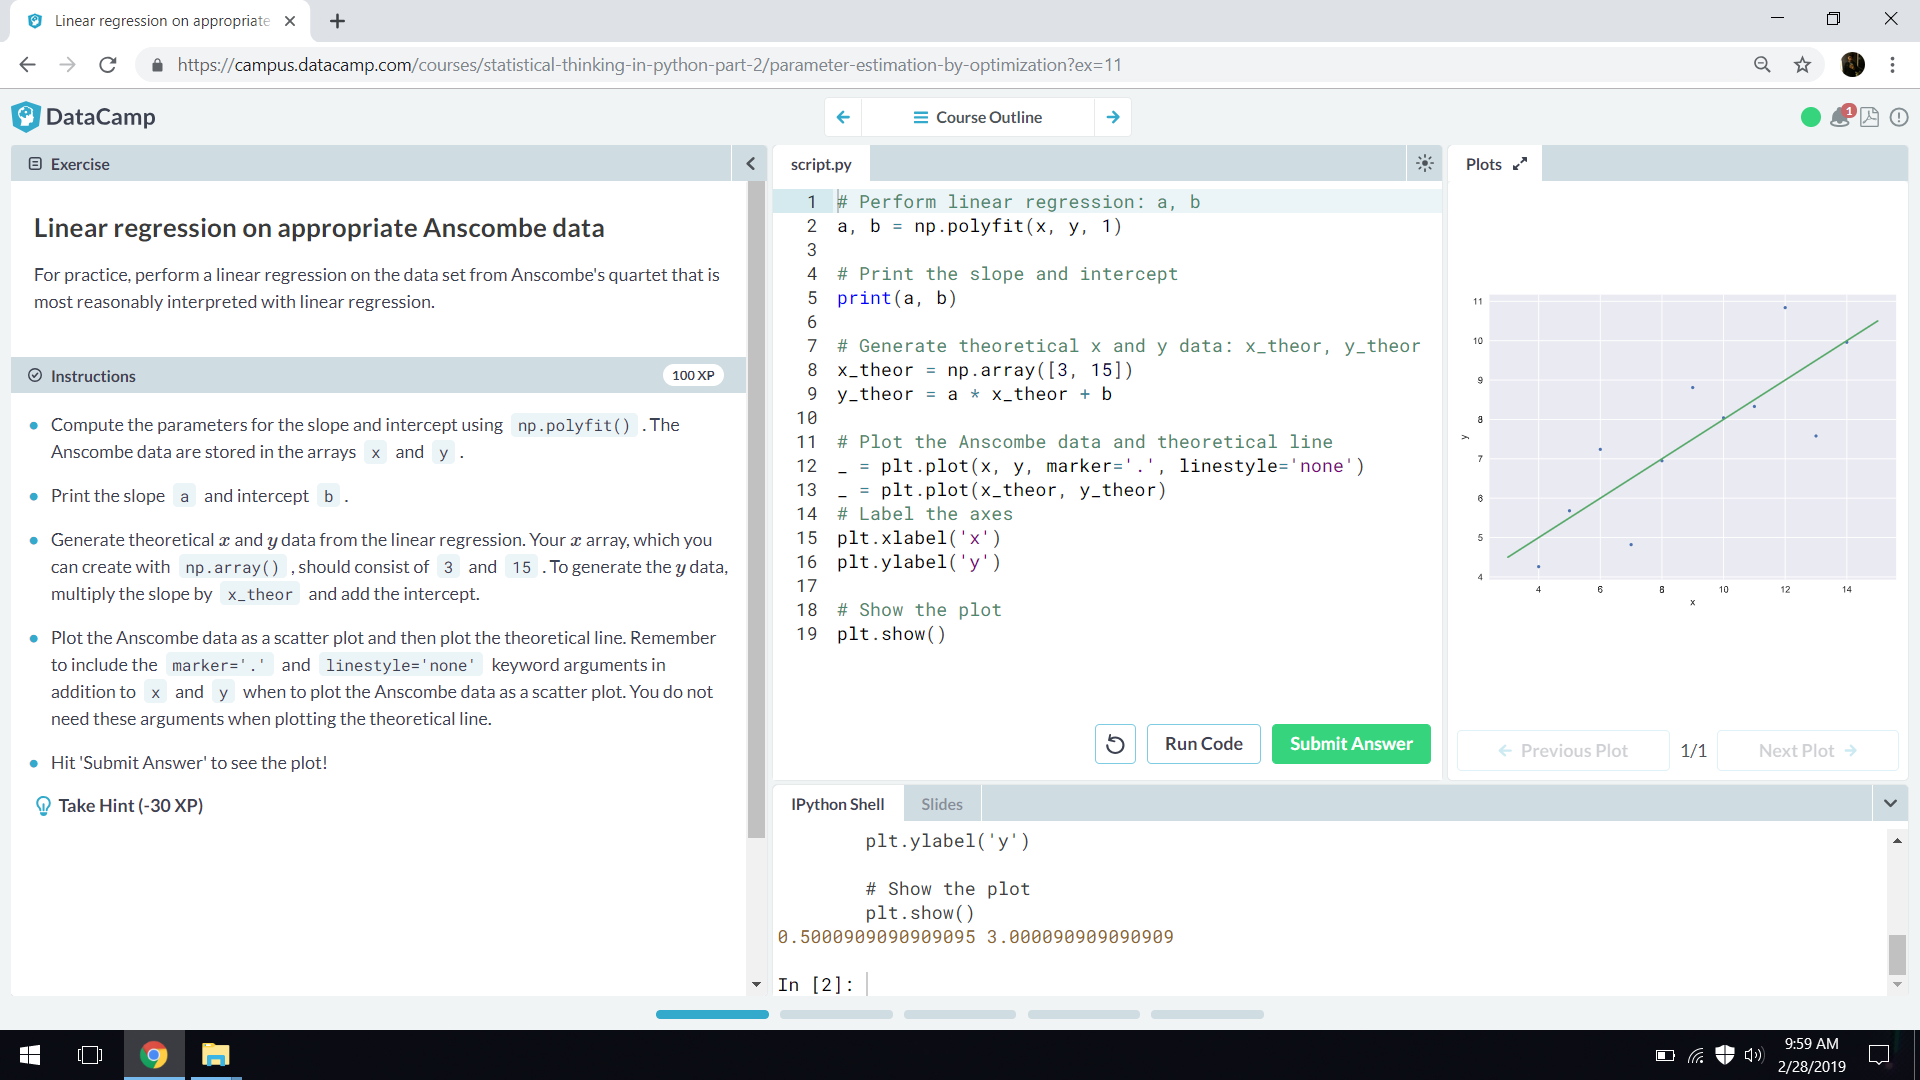 Linear regression on appropriate
https://campus.datacamp.com/courses/statistical-thinking-in-python-part-2/parameter-estimation-by-optimization?ex=11
DataCamp
Course Outline
1
Exercise
Linear regression on appropriate Anscombe data
For practice, perform a linear regression on the data set from Anscombe's quartet that is
most reasonably interpreted with linear regression.
Instructions
100 XP
Compute the parameters for the slope and intercept using np.polyfit() . The
Anscombe data are stored in the arrays x and y .
Print the slope a and intercept b .
Generate theoretical x and y data from the linear regression. Your x array, which you
can create with np.array() , should consist of 3 and 15 . To generate the y data,
multiply the slope by x_theor and add the intercept.
Plot the Anscombe data as a scatter plot and then plot the theoretical line. Remember
to include the marker='.' and linestyle='none' keyword arguments in
addition to x and y when to plot the Anscombe data as a scatter plot. You do not
need these arguments when plotting the theoretical line.
Hit 'Submit Answer' to see the plot!
Take Hint (-30 XP)
script.py
1 # Perform linear regression: a, b
2 a, b = np.polyfit(x, y, 1)
3
4 # Print the slope and intercept
5 print(a, b)
6
7 # Generate theoretical x and y data: x_theor, y_theor
8 x_theor = np.array([3, 15])
9 y_theor = a * x_theor + b
10
11 # Plot the Anscombe data and theoretical line
12 _ = plt.plot(x, y, marker='.', linestyle='none')
13 _ = plt.plot(x_theor, y_theor)
14 # Label the axes
15 plt.xlabel('x')
16 plt.ylabel('y')
17
18 # Show the plot
19 plt.show()
Run Code
Submit Answer
Plots
11
10
9
8
7
6
5
4
y
4 6 8 10 12 14
x
Previous Plot
1/1
Next Plot
IPython Shell
Slides
plt.ylabel('y')
# Show the plot
plt.show()
0.5000909090909095 3.000090909090909
In [2]:
9:59 AM
2/28/2019